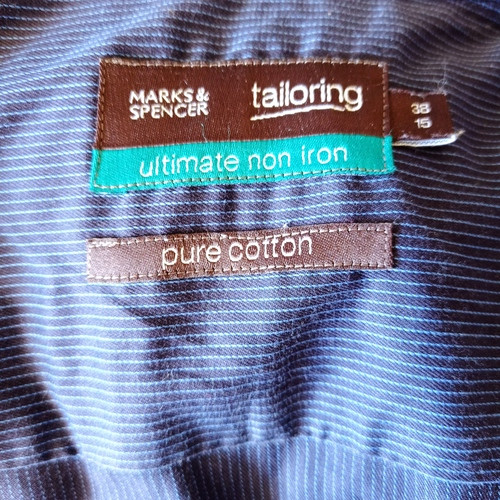 MARKS &
SPENCER
tailoring
38
15
ultimate non iron
pure cotton